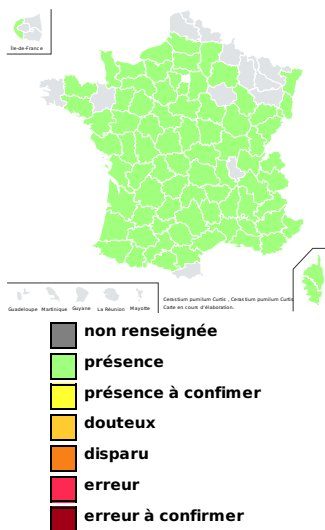 Île-de-France
Guadeloupe Martinique Guyane La Réunion Mayotte
Cerastium pumilum Curtis , Cerastium pumilum Curtis
Carte en cours d'élaboration.
non renseignée
présence
présence à confimer
douteux
disparu
erreur
erreur à confirmer